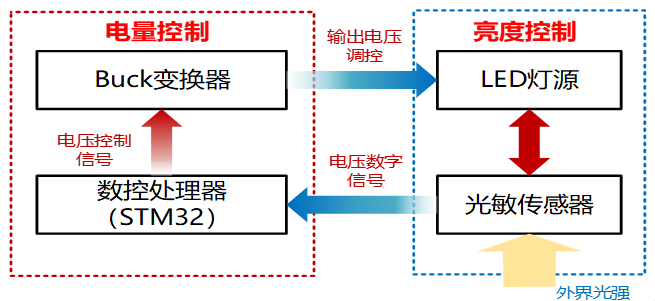 电量控制
亮度控制
输出电压
调控
Buck变换器
LED灯源
电压控制
信号
电压数字
信号
数控处理器
（STM32）
光敏传感器
外界光强